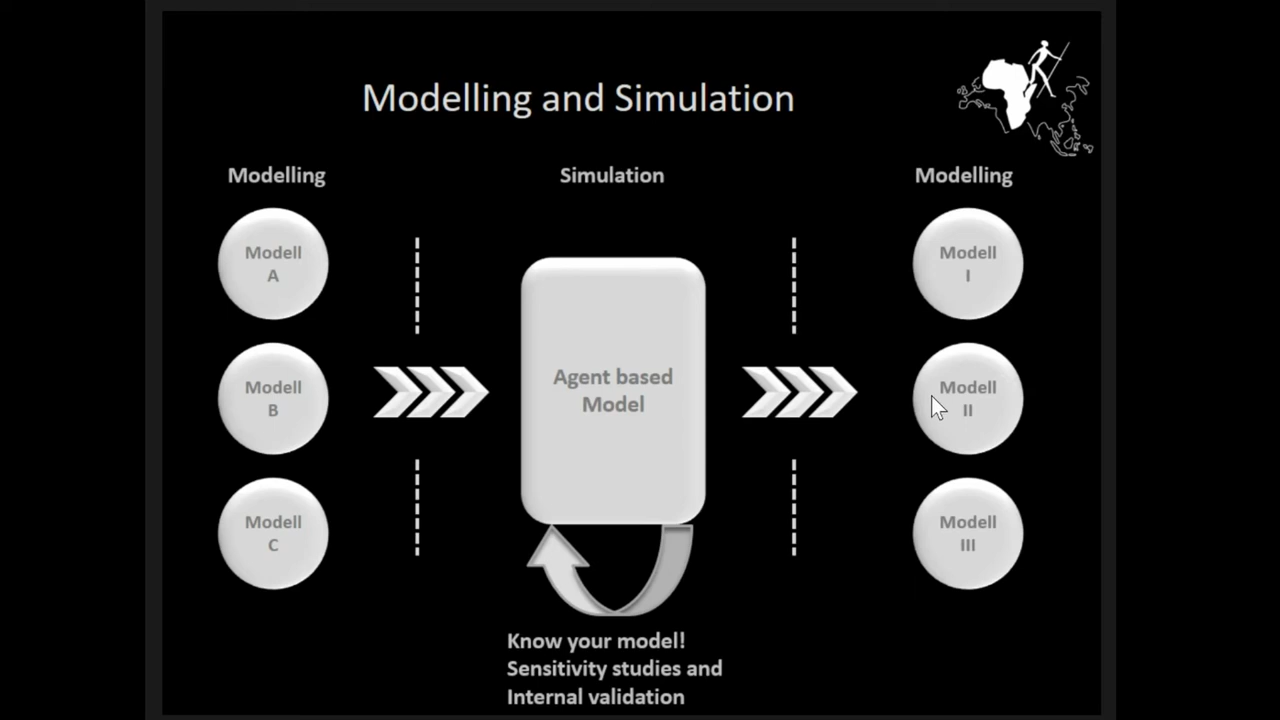 Modelling and Simulation
Modelling
Simulation
Modelling
Modell
A
Modell
B
Modell
C
Agent based
Model
Modell
I
Modell
II
Modell
III
Know your model!
Sensitivity studies and
Internal validation